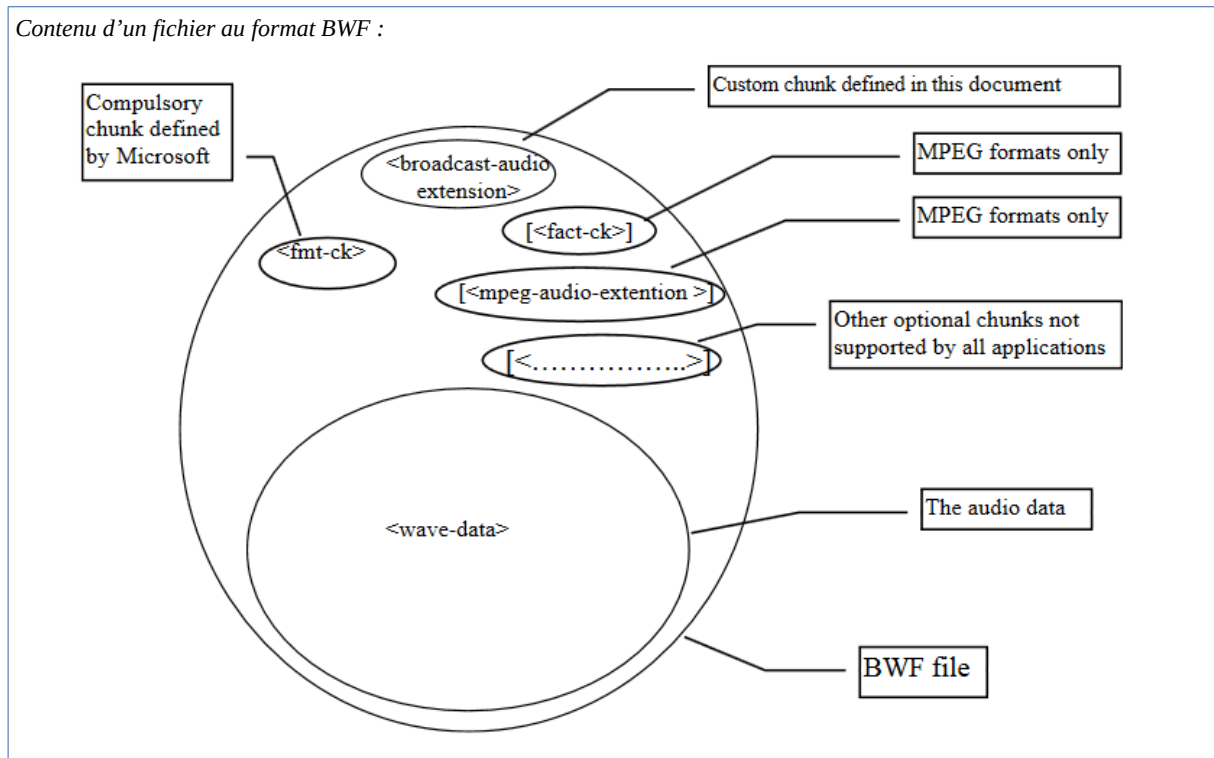 Contenu d’un fichier au format BWF :
Custom chunk defined in this document
Compulsory
chunk defined
by Microsoft
MPEG formats only
<broadcast-audio
extension>
MPEG formats only
[<fact-ck>]
<fmt-ck>
[<mpeg-audio-extention >]
Other optional chunks not
supported by all applications
[<……………..>]
The audio data
<wave-data>
BWF file